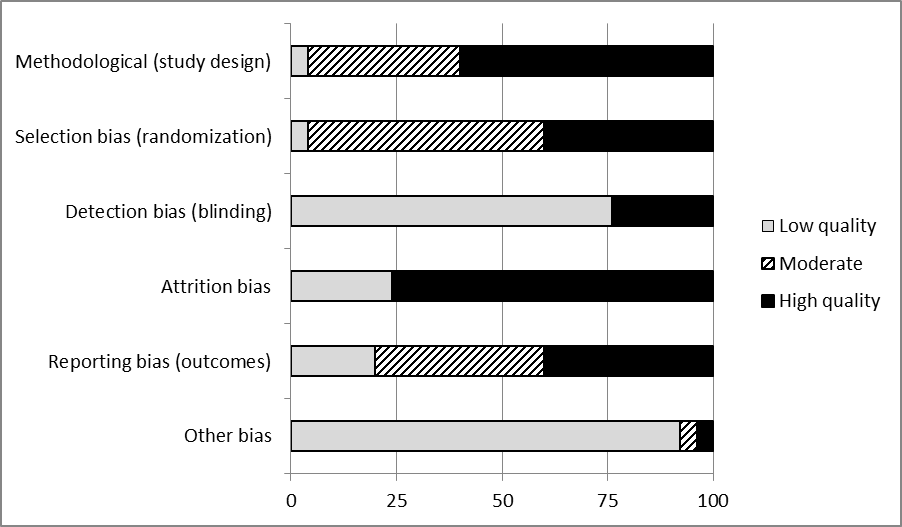 Methodological (study design)
Selection bias (randomization)
Detection bias (blinding)
Attrition bias
Reporting bias (outcomes)
Other bias
0 25 50 75 100
Low quality
Moderate
High quality